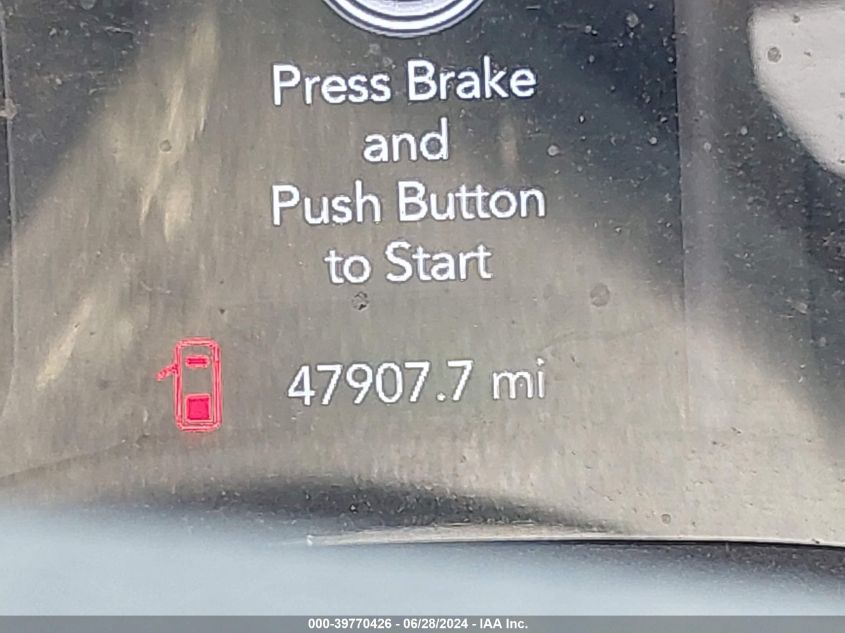 Press Brake
and
Push Button
to Start
47907.7 mi
000-39770426 - 06/28/2024 - IAA Inc.